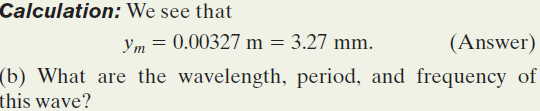 Calculation: We see that
ym = 0.00327 m = 3.27 mm. (Answer)
(b) What are the wavelength, period, and frequency of
this wave?